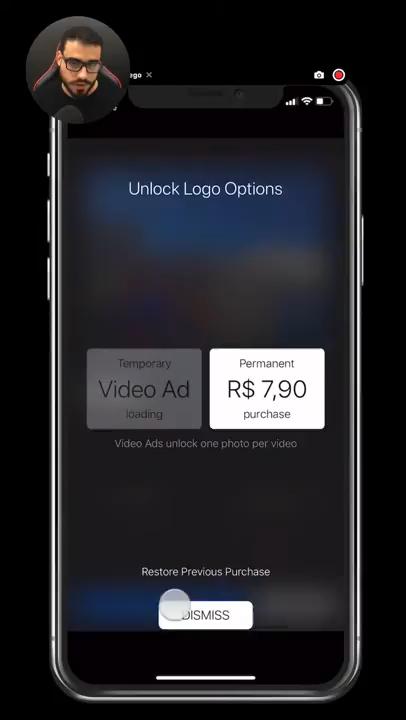 ego ×
Unlock Logo Options
Temporary
Video Ad
loading
Permanent
R$ 7,90
purchase
Video Ads unlock one photo per video
Restore Previous Purchase
DISMISS